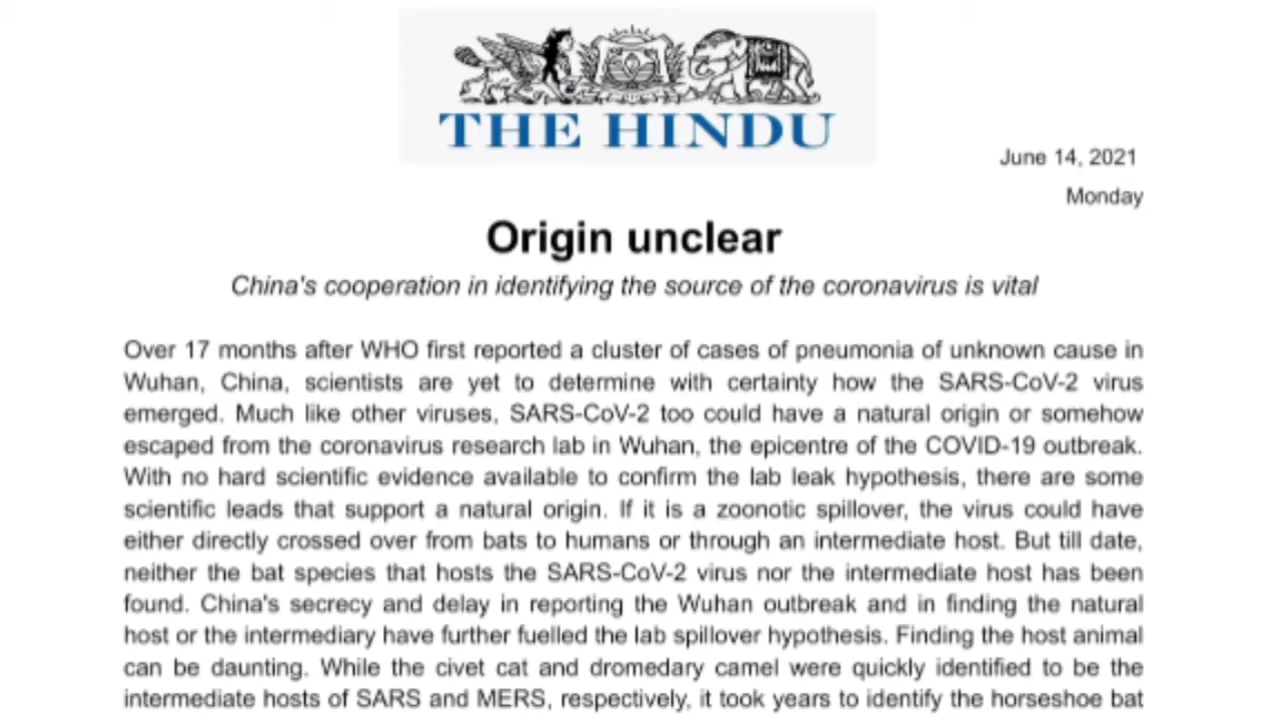 THE HINDU
June 14, 2021
Monday
Origin unclear
China's cooperation in identifying the source of the coronavirus is vital
Over 17 months after WHO first reported a cluster of cases of pneumonia of unknown cause in
Wuhan, China, scientists are yet to determine with certainty how the SARS-CoV-2 virus
emerged. Much like other viruses, SARS-CoV-2 too could have a natural origin or somehow
escaped from the coronavirus research lab in Wuhan, the epicentre of the COVID-19 outbreak.
With no hard scientific evidence available to confirm the lab leak hypothesis, there are some
scientific leads that support a natural origin. If it is a zoonotic spillover, the virus could have
either directly crossed over from bats to humans or through an intermediate host. But till date,
neither the bat species that hosts the SARS-CoV-2 virus nor the intermediate host has been
found. China's secrecy and delay in reporting the Wuhan outbreak and in finding the natural
host or the intermediary have further fuelled the lab spillover hypothesis. Finding the host animal
can be daunting. While the civet cat and dromedary camel were quickly identified to be the
intermediate hosts of SARS and MERS, respectively, it took years to identify the horseshoe bat